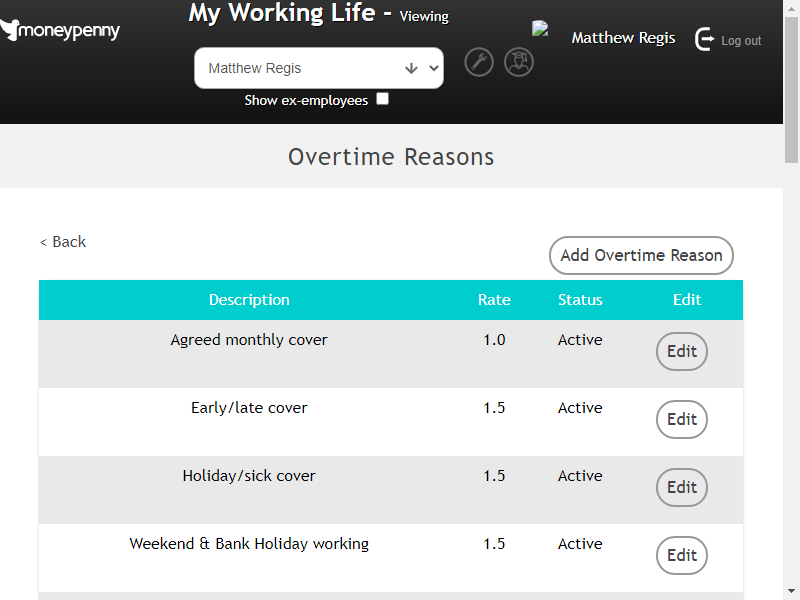 moneypenny
My Working Life - Viewing
Matthew Regis
Log out
Matthew Regis
Show ex-employees
Overtime Reasons
< Back
Add Overtime Reason
Description Rate Status Edit
Agreed monthly cover 1.0 Active Edit
Early/late cover 1.5 Active Edit
Holiday/sick cover 1.5 Active Edit
Weekend & Bank Holiday working 1.5 Active Edit